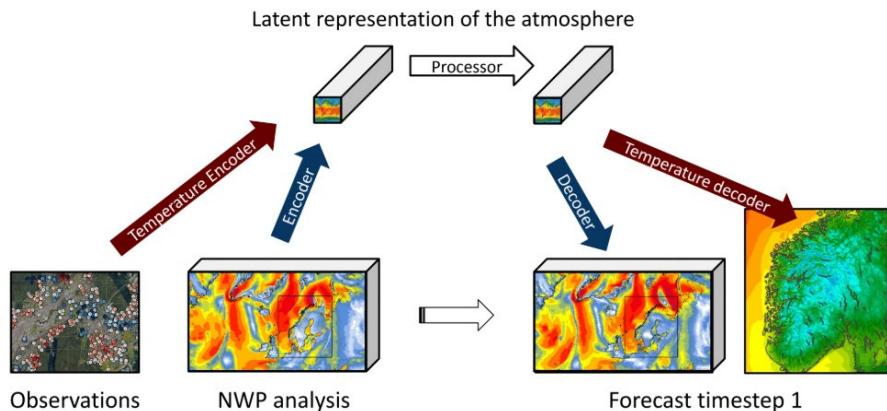 Latent representation of the atmosphere
Processor
Temperature Encoder
Encoder
Decoder
Temperature decoder
Observations
NWP analysis
Forecast timestep 1